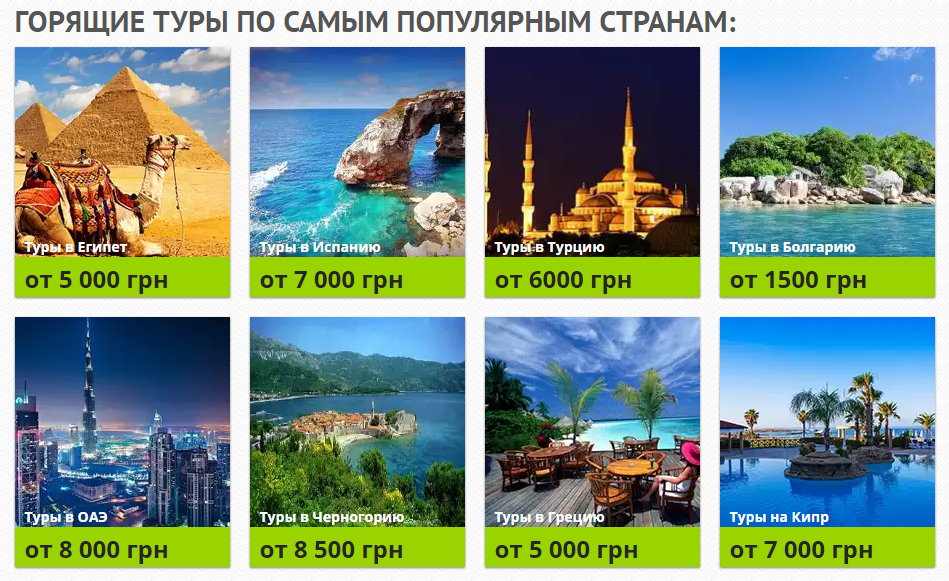 ГОРЯЩИЕ ТУРЫ ПО САМЫМ ПОПУЛЯРНЫМ СТРАНАМ:
Туры в Египет
от 5 000 грн
Туры в Испанию
от 7 000 грн
Туры в Турцию
от 6000 грн
Туры в Болгарию
от 1500 грн
Туры в ОАЭ
от 8 000 грн
Туры в Черногорию
от 8 500 грн
Туры в Грецию
от 5 000 грн
Туры на Кипр
от 7 000 грн